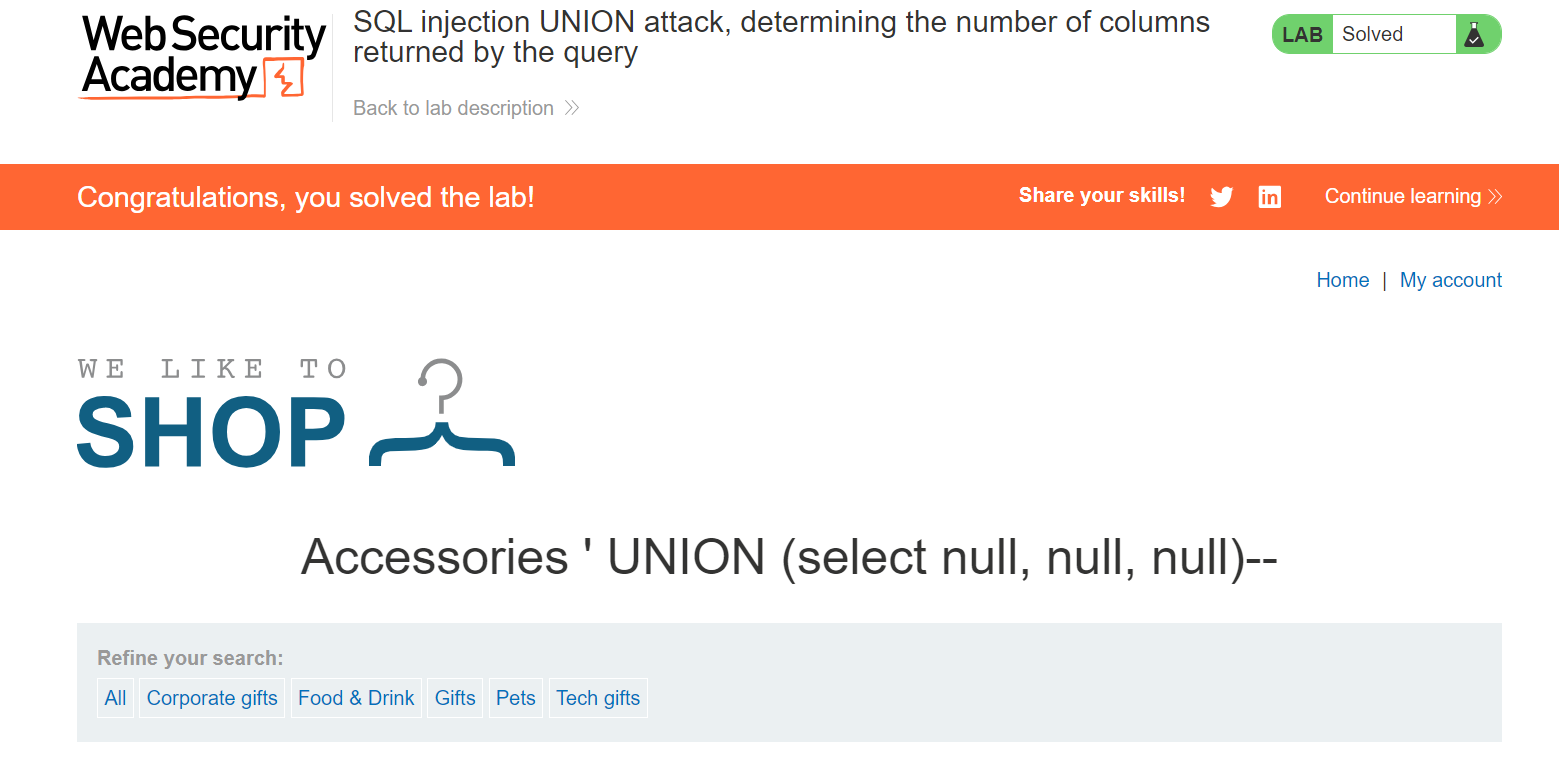 Web Security
Academy
SQL injection UNION attack, determining the number of columns
returned by the query
Back to lab description
LAB Solved
Congratulations, you solved the lab!
Share your skills!
in
Continue learning
Home | My account
WE LIKE TO
SHOP
Accessories ' UNION (select null, null, null)--
Refine your search:
All Corporate gifts Food & Drink Gifts Pets Tech gifts